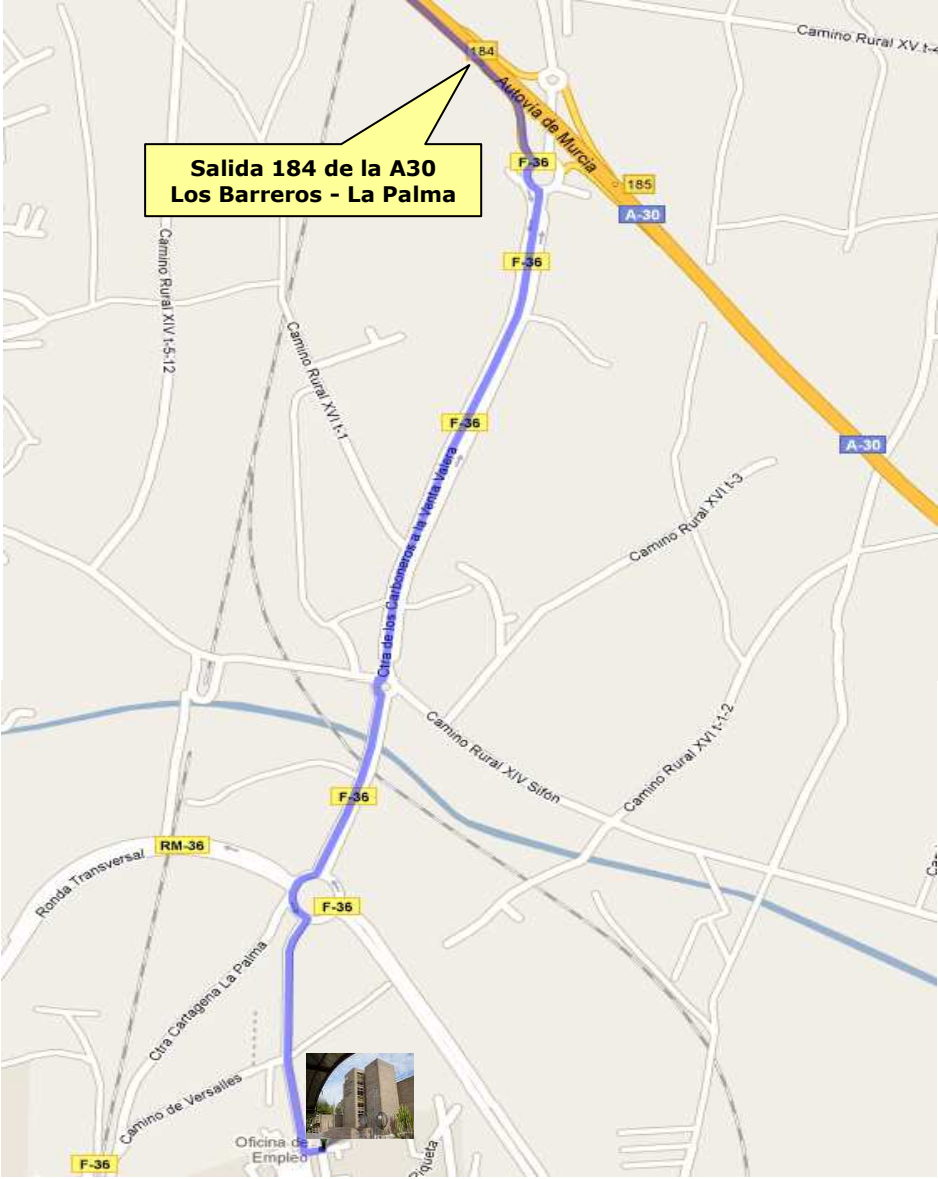 Camino Rural XV t-4
184
Autovía de Murcia
Salida 184 de la A30
Los Barreros - La Palma
F-36
185
A-30
F-36
Camino Rural XIV t-5-12
Camino Rural XVI t-1
F-36
A-30
Ctra de los Carboneros a la Venta Valera
Camino Rural XVI t-3
Camino Rural XIV Sifón
Camino Rural XVI t-1-2
F-36
RM-36
Ronda Transversal
F-36
Ctra Cartagena La Palma
Camino de Versalles
Oficina de
Empleo
Piqueta
F-36